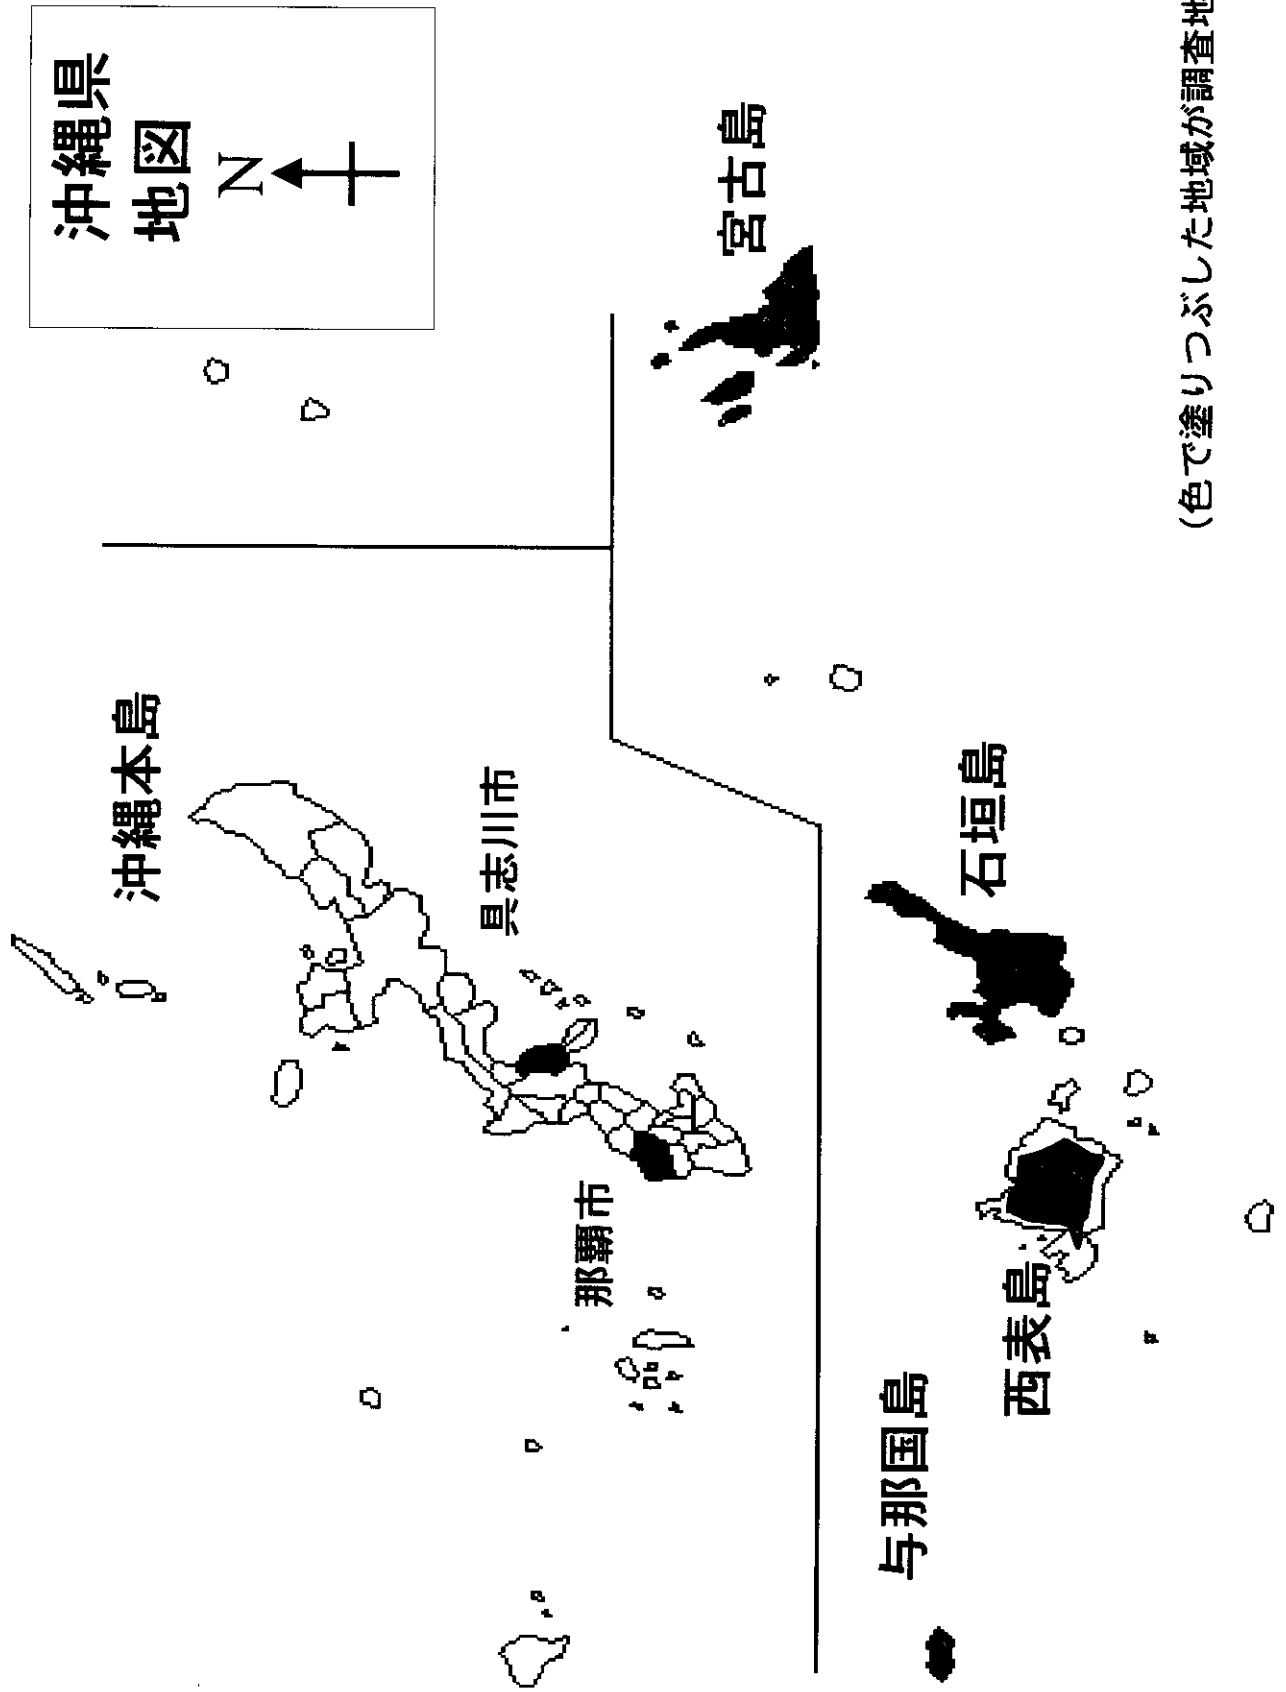 沖縄県
地図
N
沖縄本島
具志川市
那覇市
宮古島
石垣島
西表島
与那国島
(色で塗りつぶした地域が調査地